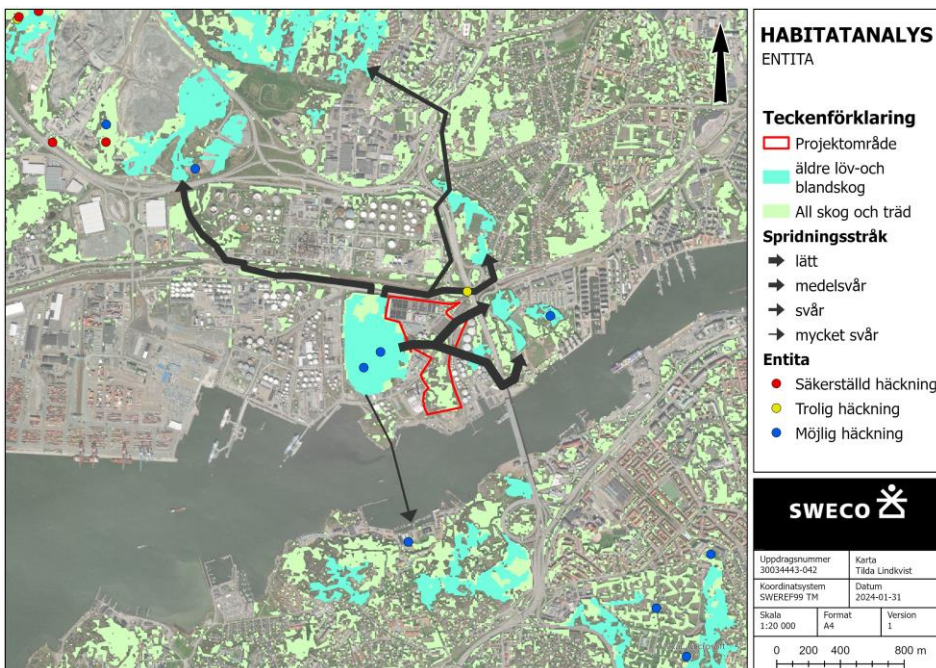 HABITATANALYS
ENTITA
Teckenförklaring
Projektområde
äldre löv-och
blandskog
All skog och träd
Spridningsstråk
lätt
medelsvår
svår
mycket svår
Entita
Säkerställd häckning
Trolig häckning
Möjlig häckning
SWECO
Uppdragsnummer
30034443-042
Karta
Tilda Lindkvist
Koordinatsystem
SWEREF99 TM
Datum
2024-01-31
Skala
1:20 000
Format
A4
Version
1
0 200 400 800 m